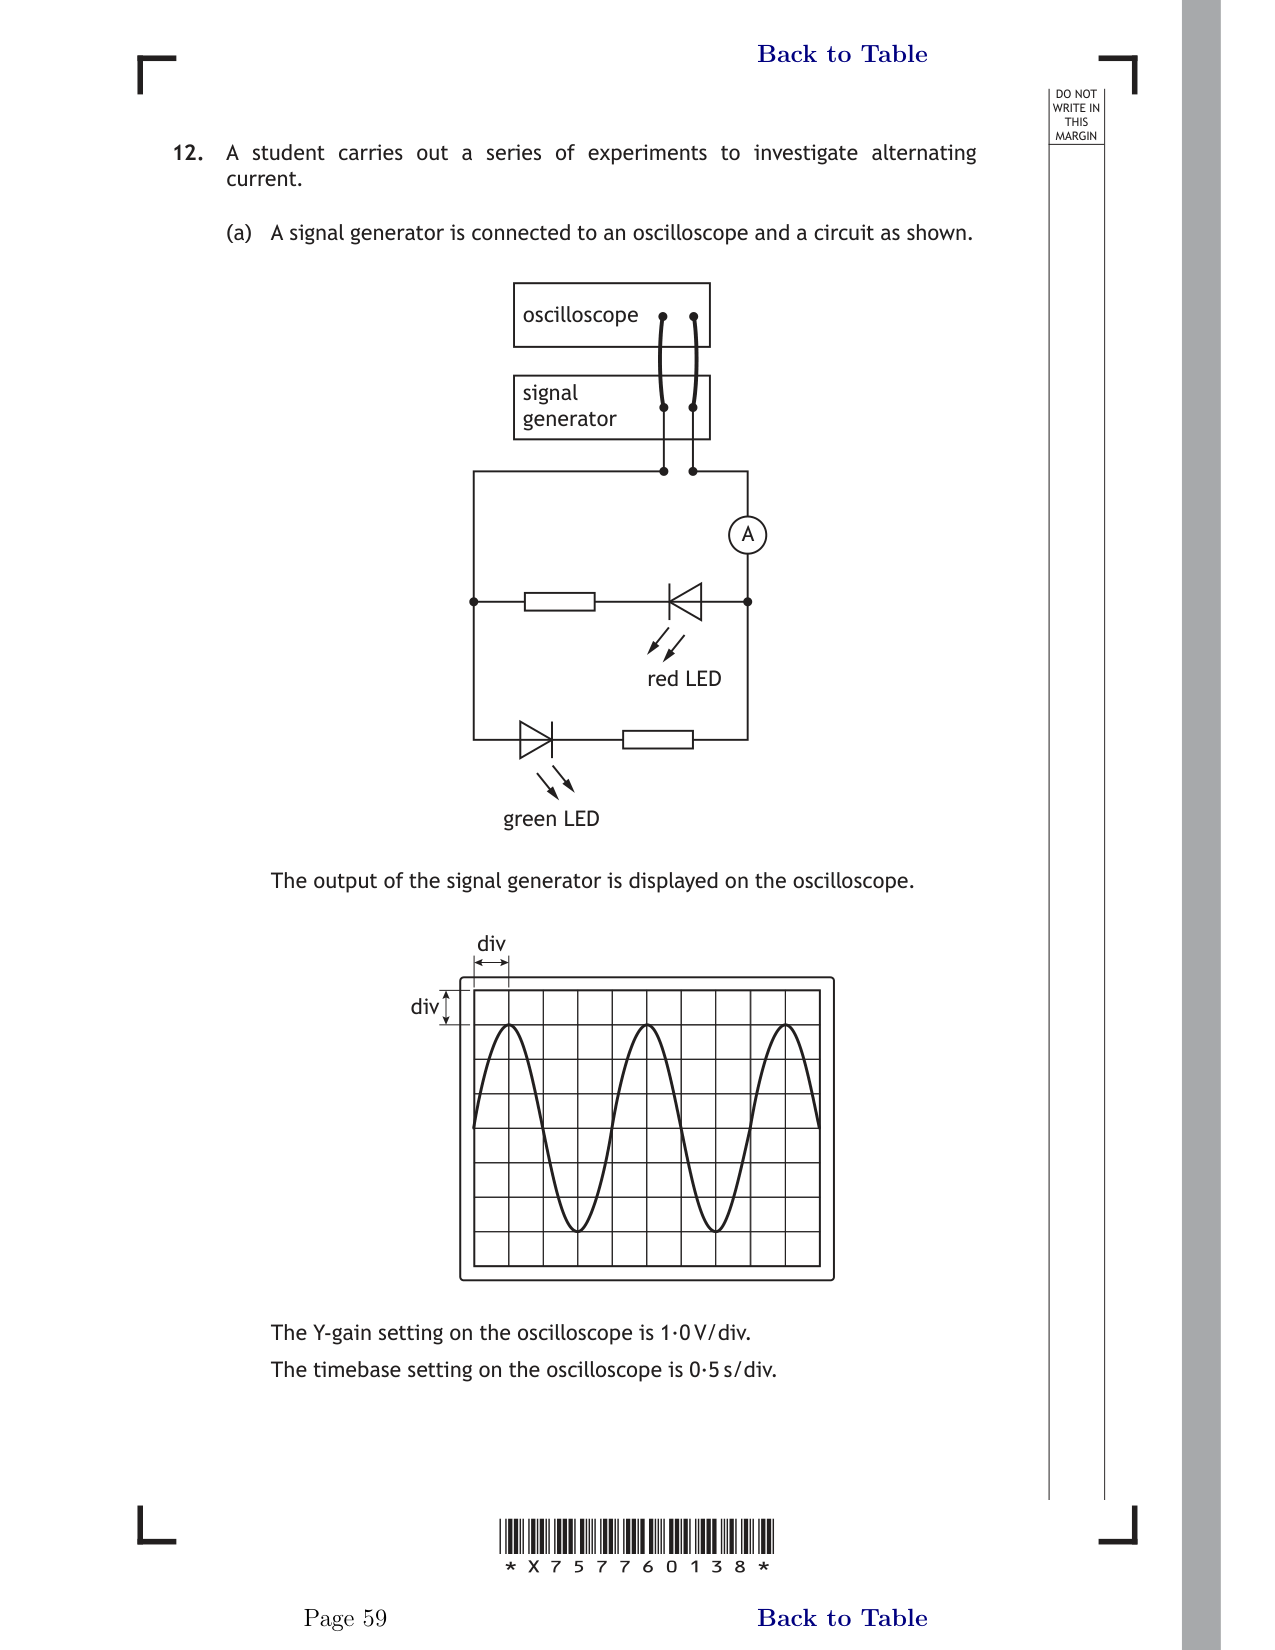 Back to Table
DO NOT
WRITE IN
THIS
MARGIN
12. A student carries out a series of experiments to investigate alternating
current.
(a) A signal generator is connected to an oscilloscope and a circuit as shown.
oscilloscope
signal
generator
A
red LED
green LED
The output of the signal generator is displayed on the oscilloscope.
div
div
The Y-gain setting on the oscilloscope is 1·0 V/div.
The timebase setting on the oscilloscope is 0·5 s/div.
* X 7 5 7 7 6 0 1 3 8 *
Page 59
Back to Table